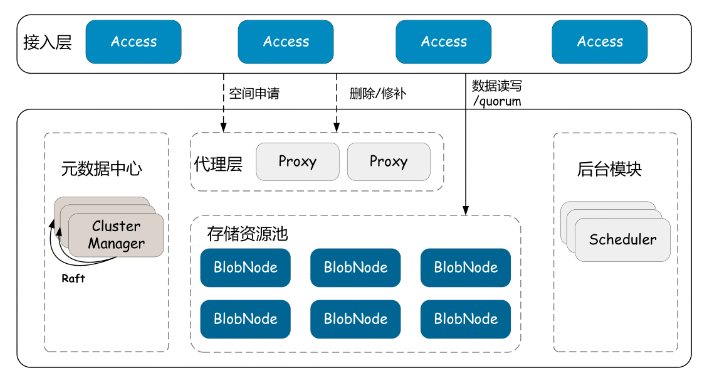 接入层
Access
Access
Access
Access
空间申请
删除/修补
数据读写
/quorum
元数据中心
Cluster
Manager
Raft
代理层
Proxy
Proxy
存储资源池
BlobNode
BlobNode
BlobNode
BlobNode
BlobNode
BlobNode
后台模块
Scheduler